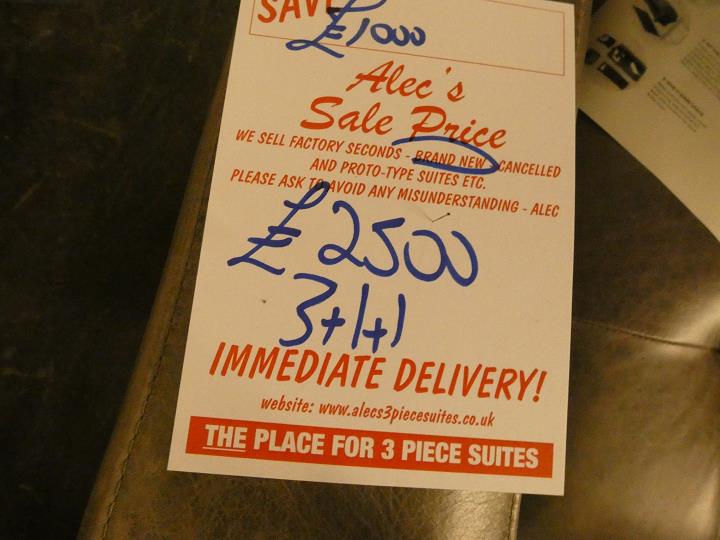 SAVE
£1000
Alec's
Sale Price
WE SELL FACTORY SECONDS - BRAND NEW - CANCELLED
AND PROTO-TYPE SUITES ETC.
PLEASE ASK TO AVOID ANY MISUNDERSTANDING - ALEC
£2500
3+1+1
IMMEDIATE DELIVERY!
website: www.alecs3piecesuites.co.uk
THE PLACE FOR 3 PIECE SUITES